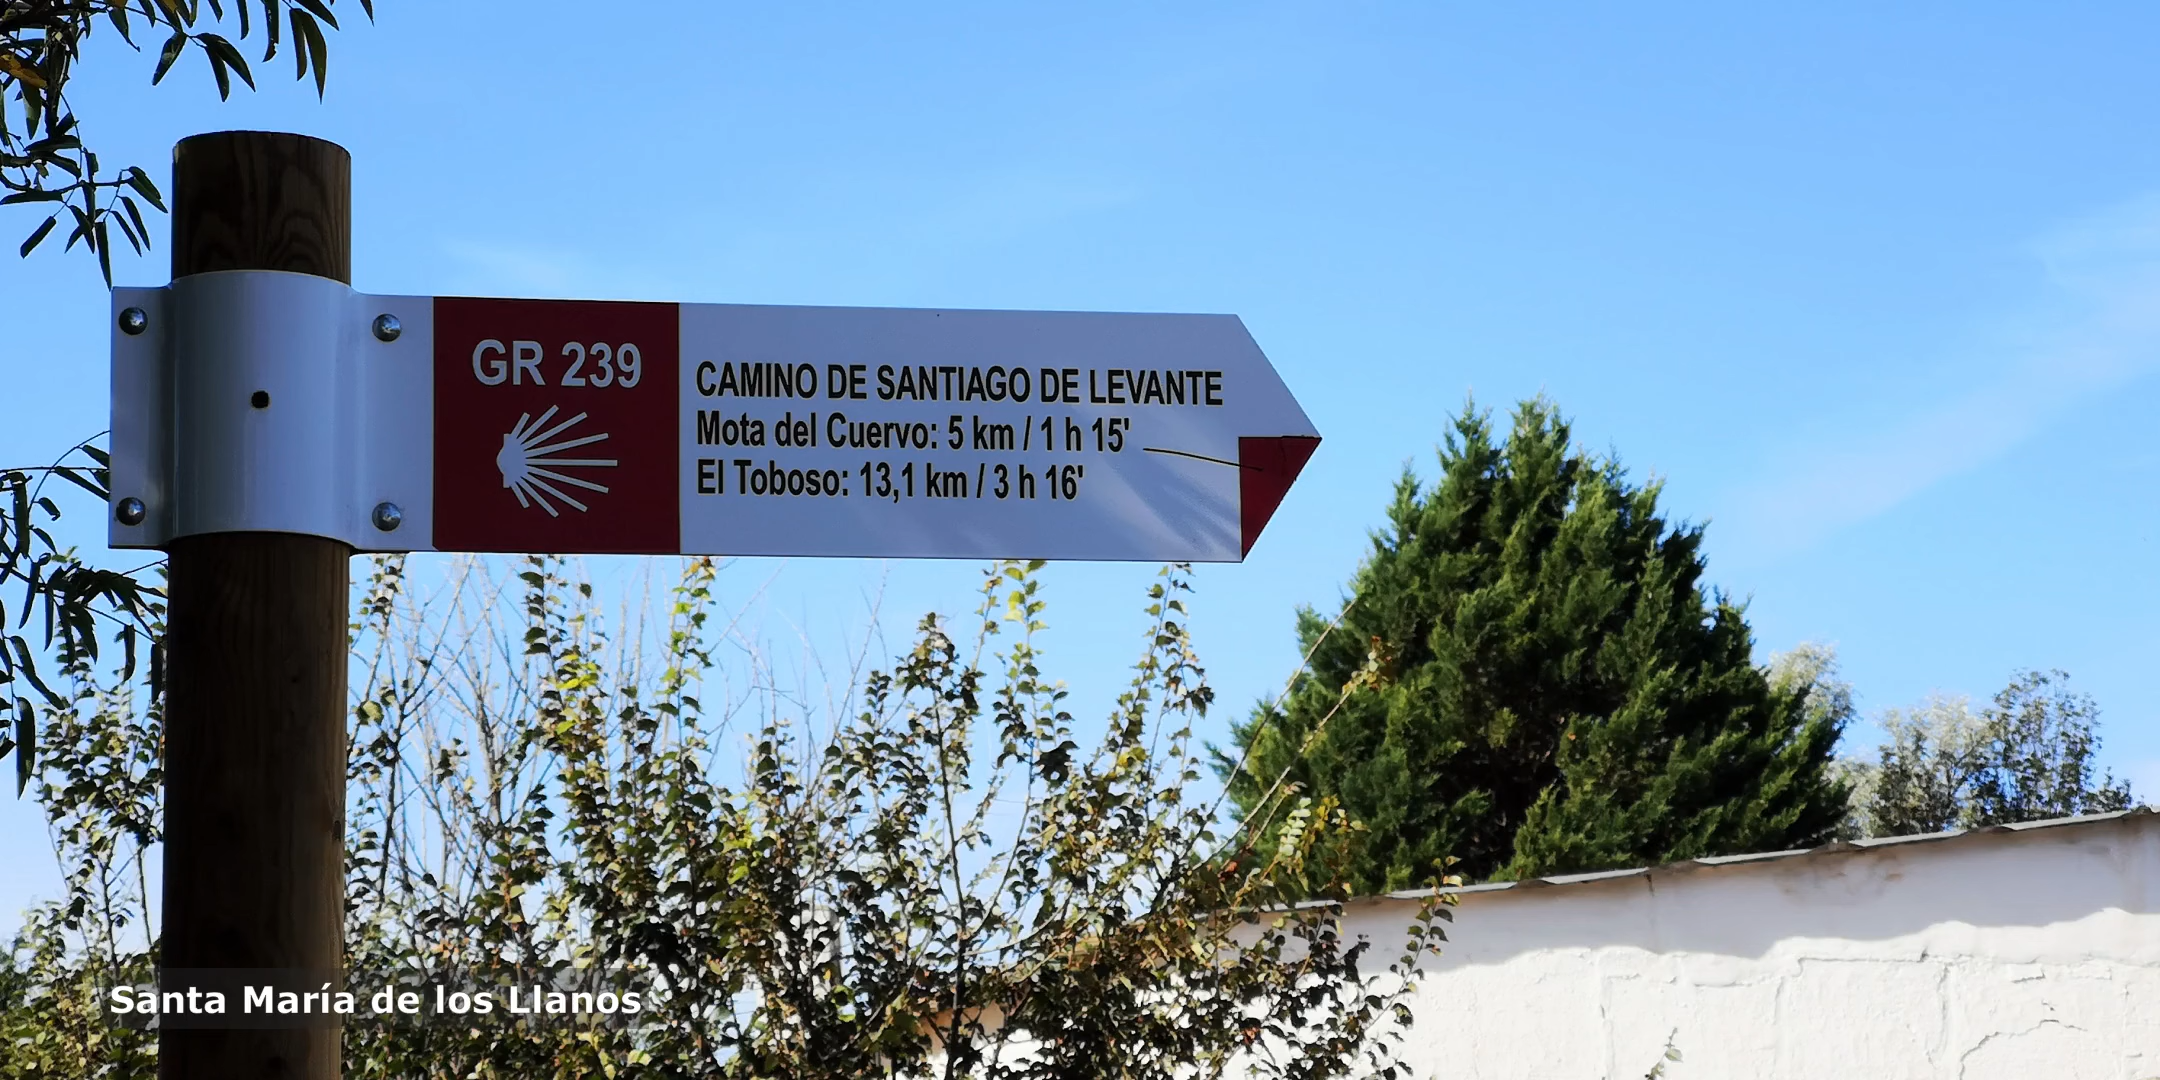 GR 239
CAMINO DE SANTIAGO DE LEVANTE
Mota del Cuervo: 5 km / 1 h 15'
El Toboso: 13,1 km / 3 h 16'
Santa María de los Llanos